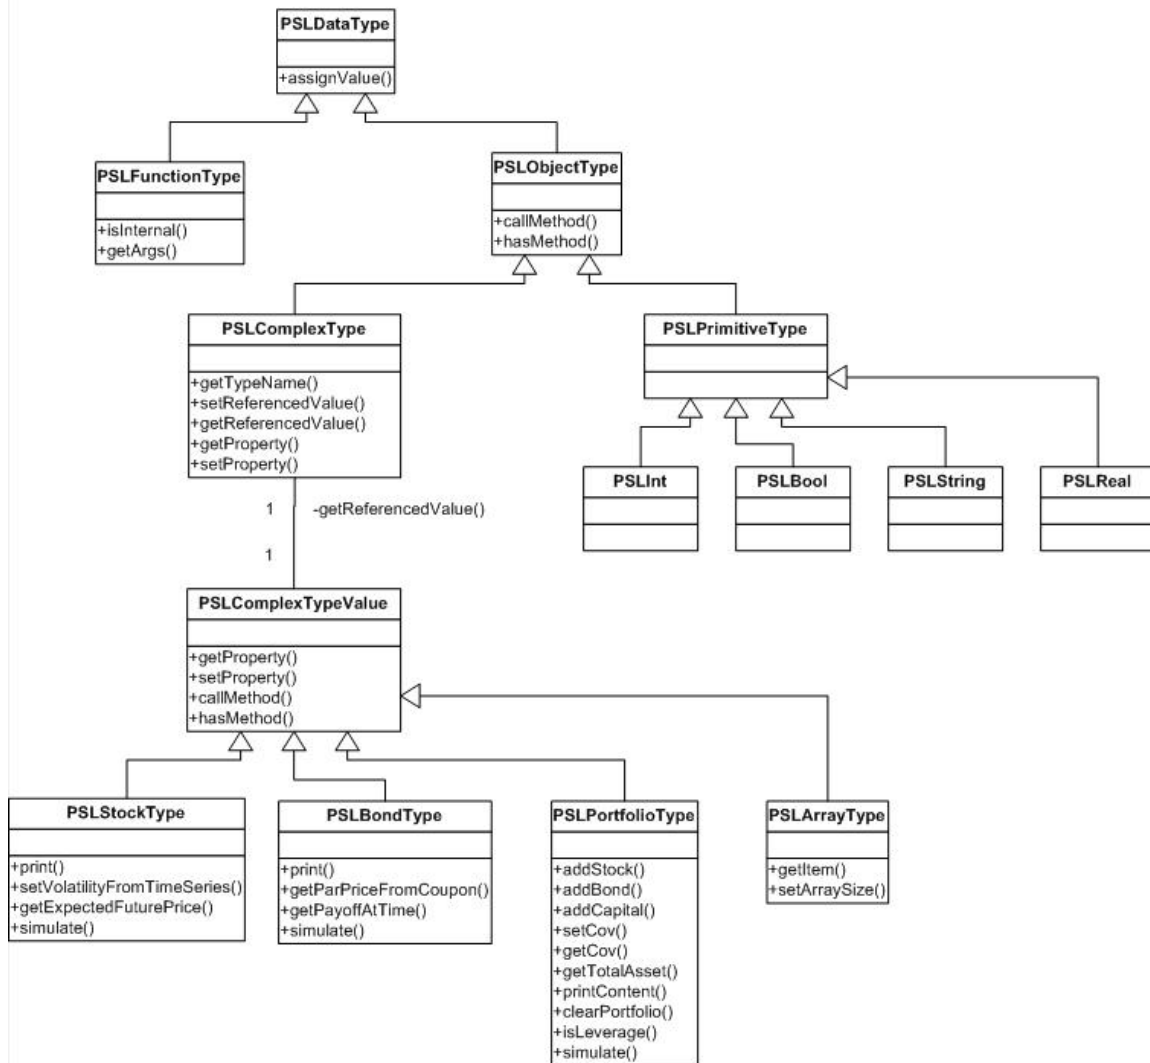 PSLDataType
+assignValue()
PSLFunctionType
+isInternal()
+getArgs()
PSLObjectType
+callMethod()
+hasMethod()
PSLComplexType
+getTypeName()
+setReferencedValue()
+getReferencedValue()
+getProperty()
+setProperty()
PSLPrimitiveType
PSLInt
PSLBool
PSLString
PSLReal
1
-getReferencedValue()
1
PSLComplexTypeValue
+getProperty()
+setProperty()
+callMethod()
+hasMethod()
PSLStockType
+print()
+setVolatilityFromTimeSeries()
+getExpectedFuturePrice()
+simulate()
PSLBondType
+print()
+getParPriceFromCoupon()
+getPayoffAtTime()
+simulate()
PSLPortfolioType
+addStock()
+addBond()
+addCapital()
+setCov()
+getCov()
+getTotalAsset()
+printContent()
+clearPortfolio()
+isLeverage()
+simulate()
PSLArrayType
+getItem()
+setArraySize()